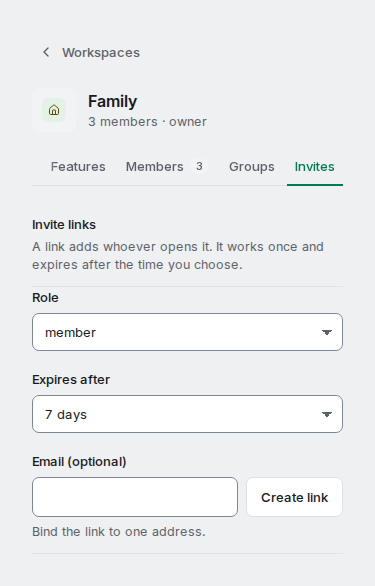 Workspaces
Family
3 members · owner
Features Members 3 Groups Invites
Invite links
A link adds whoever opens it. It works once and
expires after the time you choose.
Role
member
Expires after
7 days
Email (optional)
Create link
Bind the link to one address.